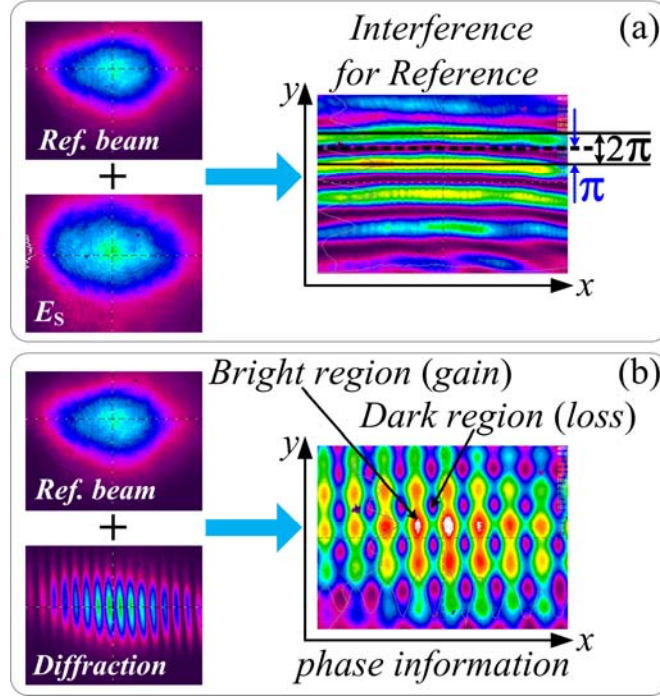 (a)
Interference
for Reference
Ref. beam
+
E_S
y
x
2π
π
(b)
Bright region (gain)
Dark region (loss)
Ref. beam
+
Diffraction
y
x
phase information